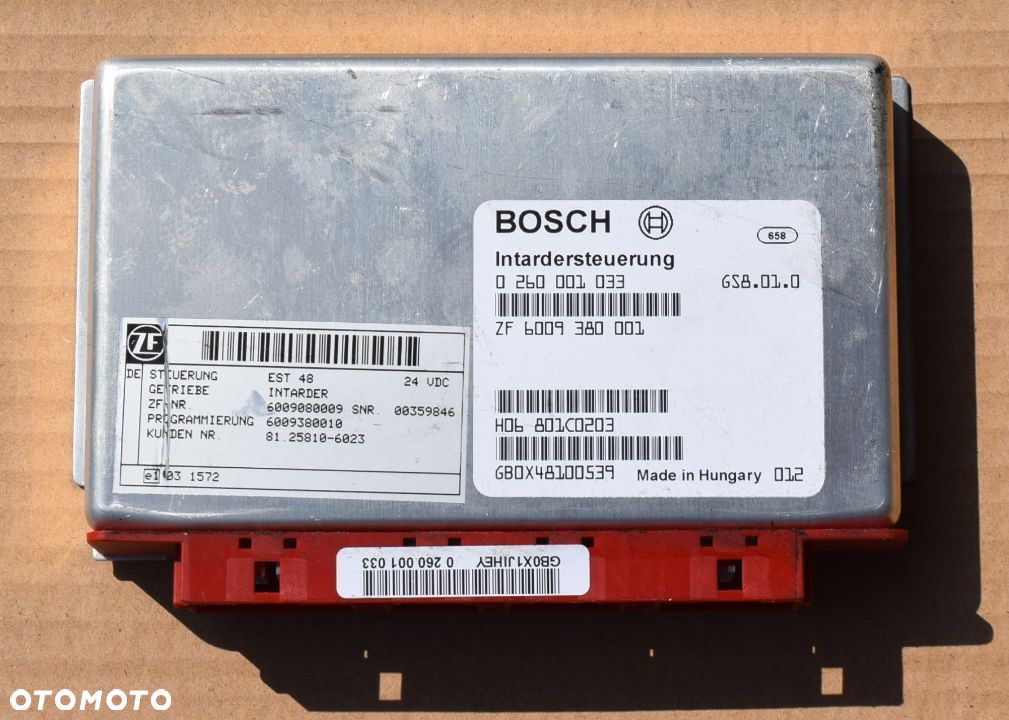 BOSCH
658
Intardersteuerung
0 260 001 033 GS8.01.0
ZF 6009 380 001
H06 801C0203
GB0X48100539 Made in Hungary 012
ZF
DE STEUERUNG EST 48 24 VDC
GETRIEBE INTARDER
ZF-NR. 6009080009 SNR. 00359846
PROGRAMMIERUNG 6009380010
KUNDEN NR. 81.25810-6023
e1 03 1572
GB0X1JIHEY 0 260 001 033
OTOMOTO